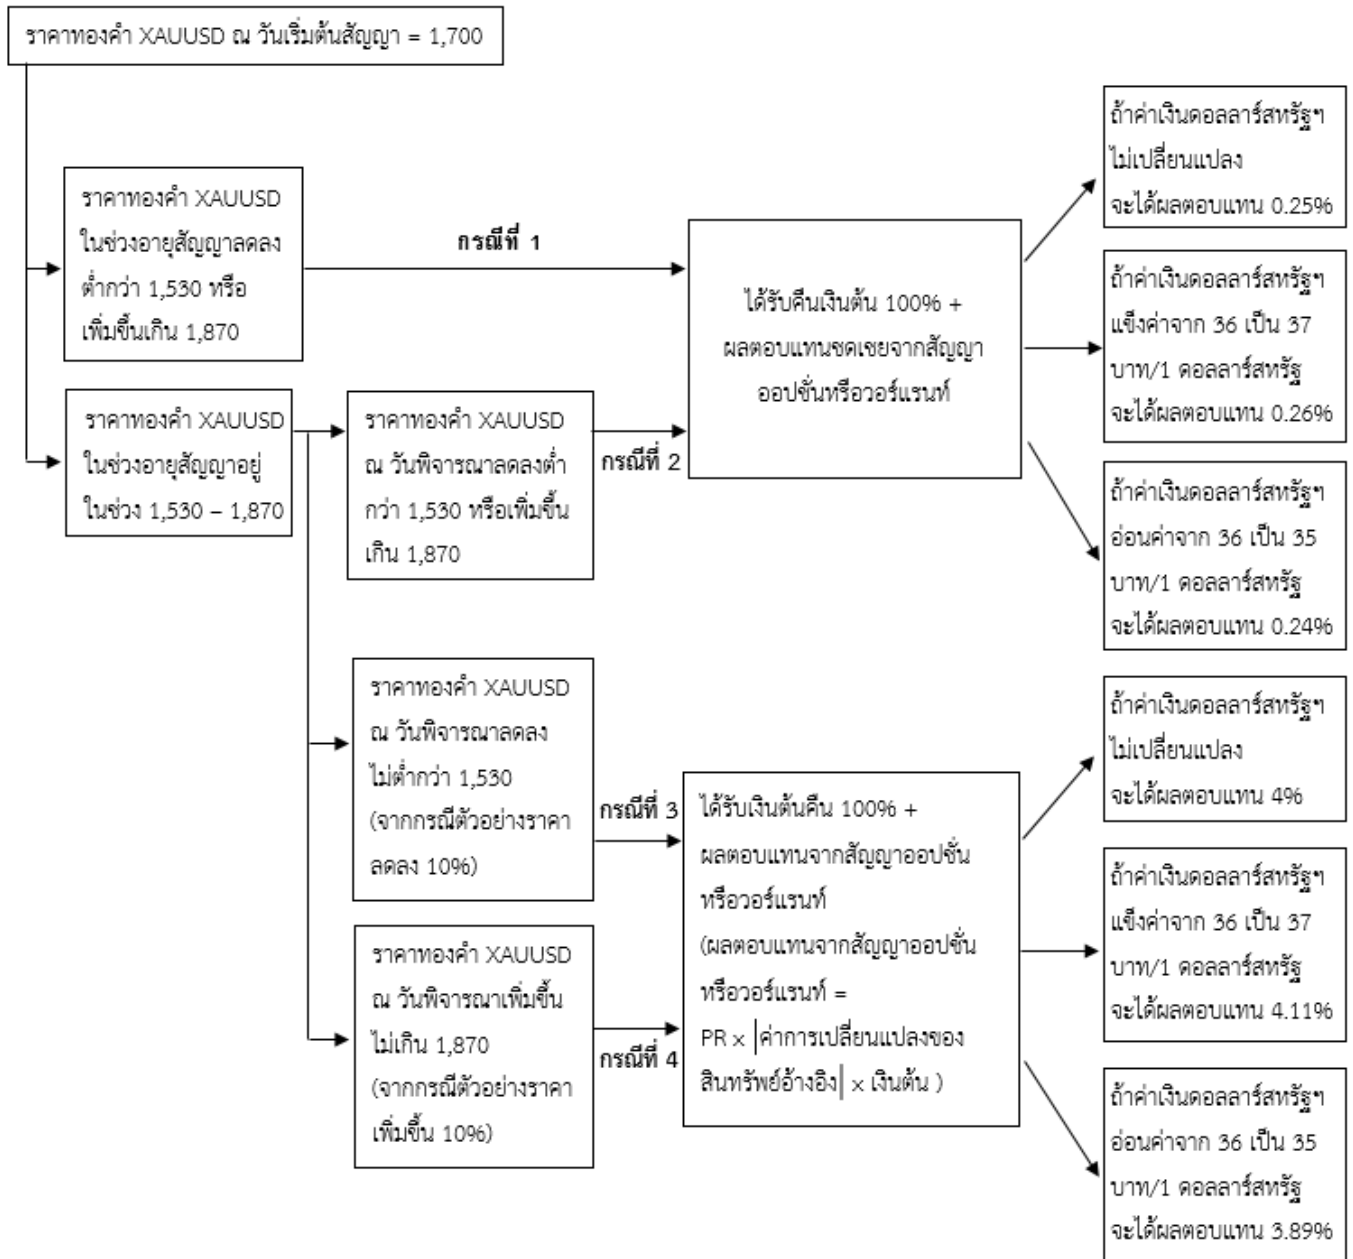 ราคาทองคำ XAUUSD ณ วันเริ่มต้นสัญญา = 1,700
ราคาทองคำ XAUUSD
ในช่วงอายุสัญญาลดลง
ต่ำกว่า 1,530 หรือ
เพิ่มขึ้นเกิน 1,870
กรณีที่ 1
ราคาทองคำ XAUUSD
ในช่วงอายุสัญญาอยู่
ในช่วง 1,530 – 1,870
ราคาทองคำ XAUUSD
ณ วันพิจารณาลดลงต่ำ
กว่า 1,530 หรือเพิ่มขึ้น
เกิน 1,870
กรณีที่ 2
ได้รับคืนเงินต้น 100% +
ผลตอบแทนชดเชยจากสัญญา
ออปชั่นหรือวอร์แรนท์
ถ้าค่าเงินดอลลาร์สหรัฐฯ
ไม่เปลี่ยนแปลง
จะได้ผลตอบแทน 0.25%
ถ้าค่าเงินดอลลาร์สหรัฐฯ
แข็งค่าจาก 36 เป็น 37
บาท/1 ดอลลาร์สหรัฐ
จะได้ผลตอบแทน 0.26%
ถ้าค่าเงินดอลลาร์สหรัฐฯ
อ่อนค่าจาก 36 เป็น 35
บาท/1 ดอลลาร์สหรัฐ
จะได้ผลตอบแทน 0.24%
ราคาทองคำ XAUUSD
ณ วันพิจารณาลดลง
ไม่ต่ำกว่า 1,530
(จากกรณีตัวอย่างราคา
ลดลง 10%)
กรณีที่ 3
ราคาทองคำ XAUUSD
ณ วันพิจารณาเพิ่มขึ้น
ไม่เกิน 1,870
(จากกรณีตัวอย่างราคา
เพิ่มขึ้น 10%)
กรณีที่ 4
ได้รับเงินต้นคืน 100% +
ผลตอบแทนจากสัญญาออปชั่น
หรือวอร์แรนท์
(ผลตอบแทนจากสัญญาออปชั่น
หรือวอร์แรนท์ =
PR × |ค่าการเปลี่ยนแปลงของ
สินทรัพย์อ้างอิง| × เงินต้น )
ถ้าค่าเงินดอลลาร์สหรัฐฯ
ไม่เปลี่ยนแปลง
จะได้ผลตอบแทน 4%
ถ้าค่าเงินดอลลาร์สหรัฐฯ
แข็งค่าจาก 36 เป็น 37
บาท/1 ดอลลาร์สหรัฐ
จะได้ผลตอบแทน 4.11%
ถ้าค่าเงินดอลลาร์สหรัฐฯ
อ่อนค่าจาก 36 เป็น 35
บาท/1 ดอลลาร์สหรัฐ
จะได้ผลตอบแทน 3.89%